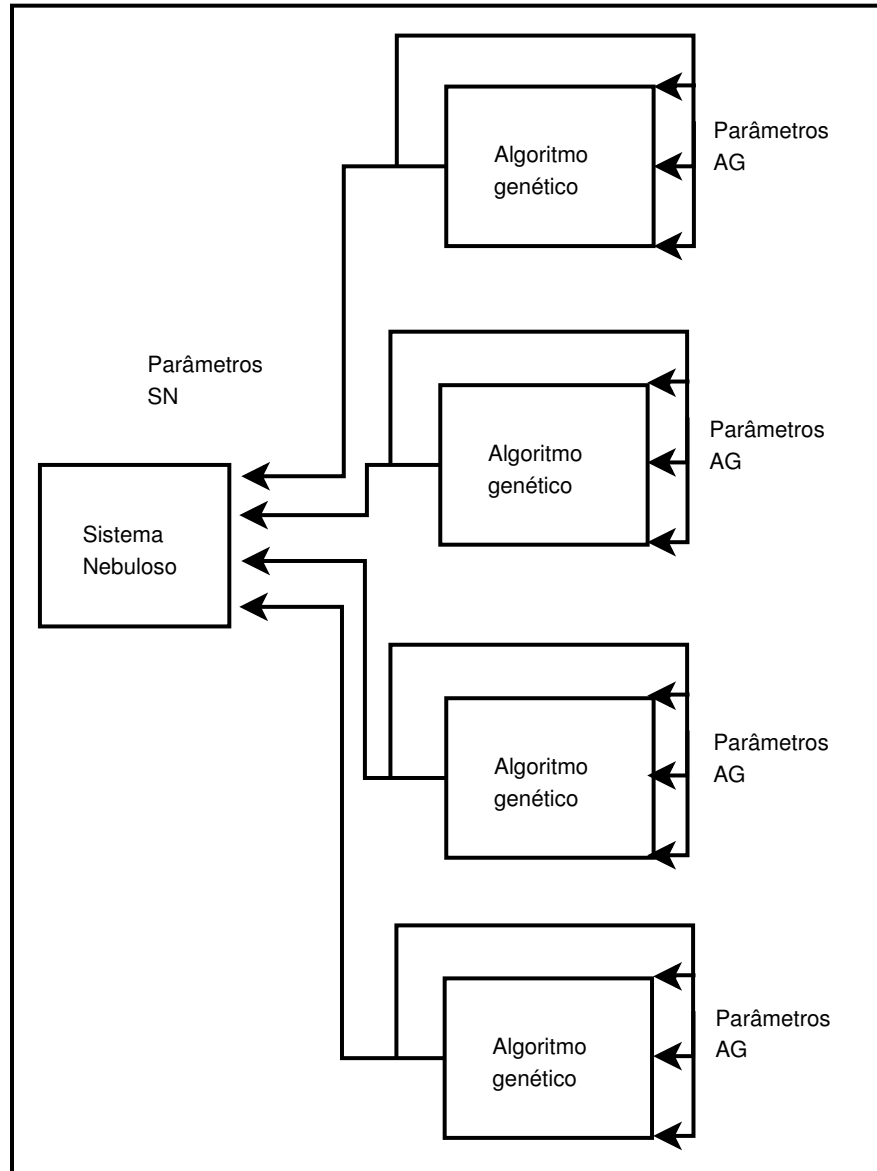 Algoritmo
genético
Parâmetros
AG
Parâmetros
SN
Algoritmo
genético
Parâmetros
AG
Sistema
Nebuloso
Algoritmo
genético
Parâmetros
AG
Algoritmo
genético
Parâmetros
AG